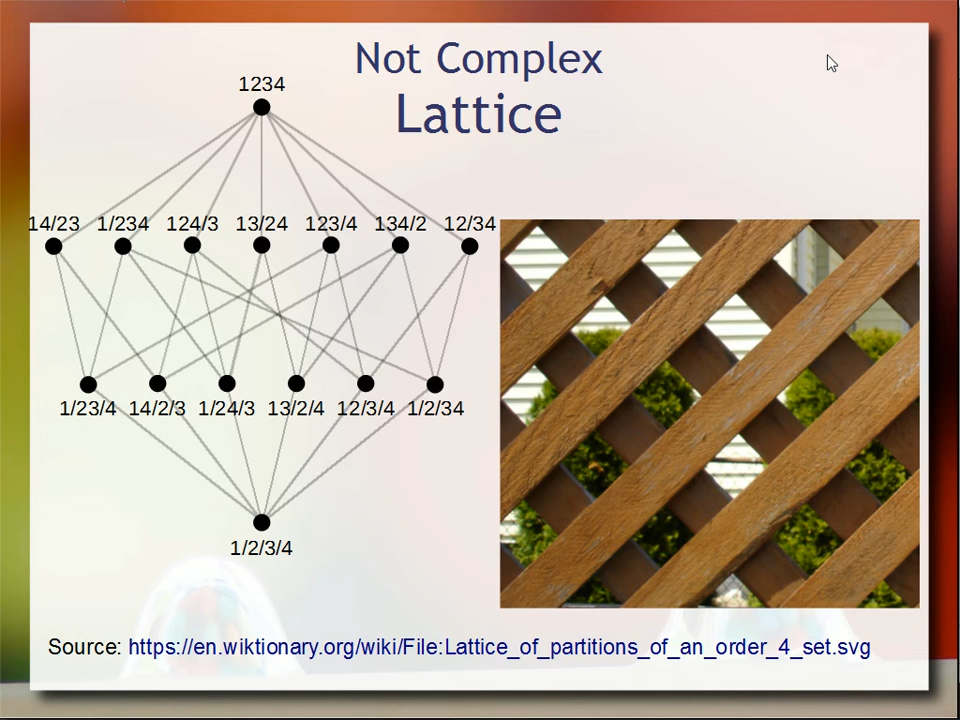 Not Complex
Lattice
1234
14/23 1/234 124/3 13/24 123/4 134/2 12/34
1/23/4 14/2/3 1/24/3 13/2/4 12/3/4 1/2/34
1/2/3/4
Source: https://en.wiktionary.org/wiki/File:Lattice_of_partitions_of_an_order_4_set.svg